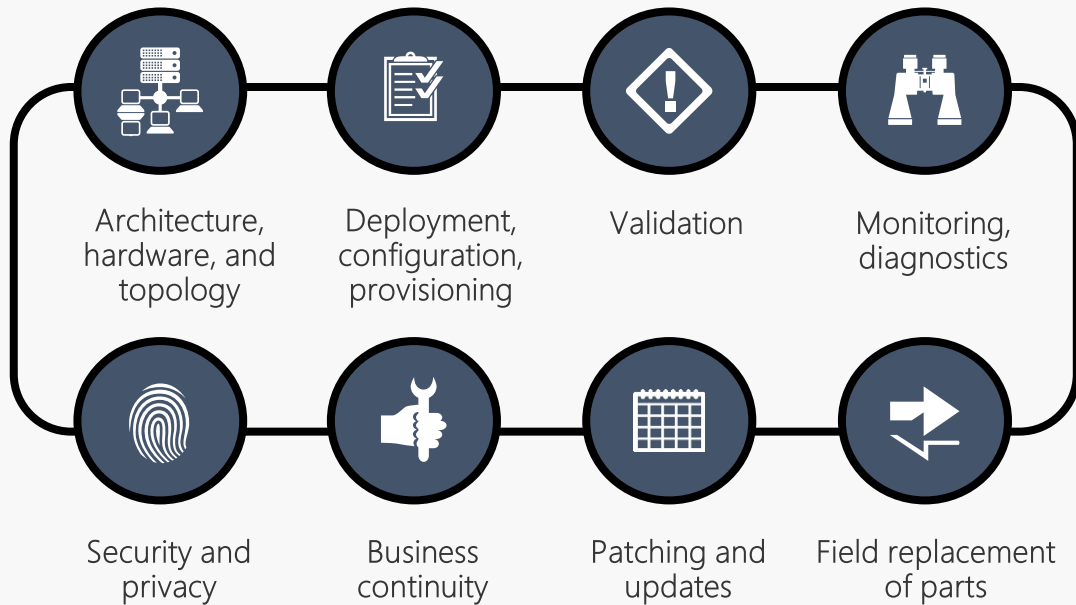 Architecture,
hardware, and
topology
Deployment,
configuration,
provisioning
Validation
Monitoring,
diagnostics
Security and
privacy
Business
continuity
Patching and
updates
Field replacement
of parts